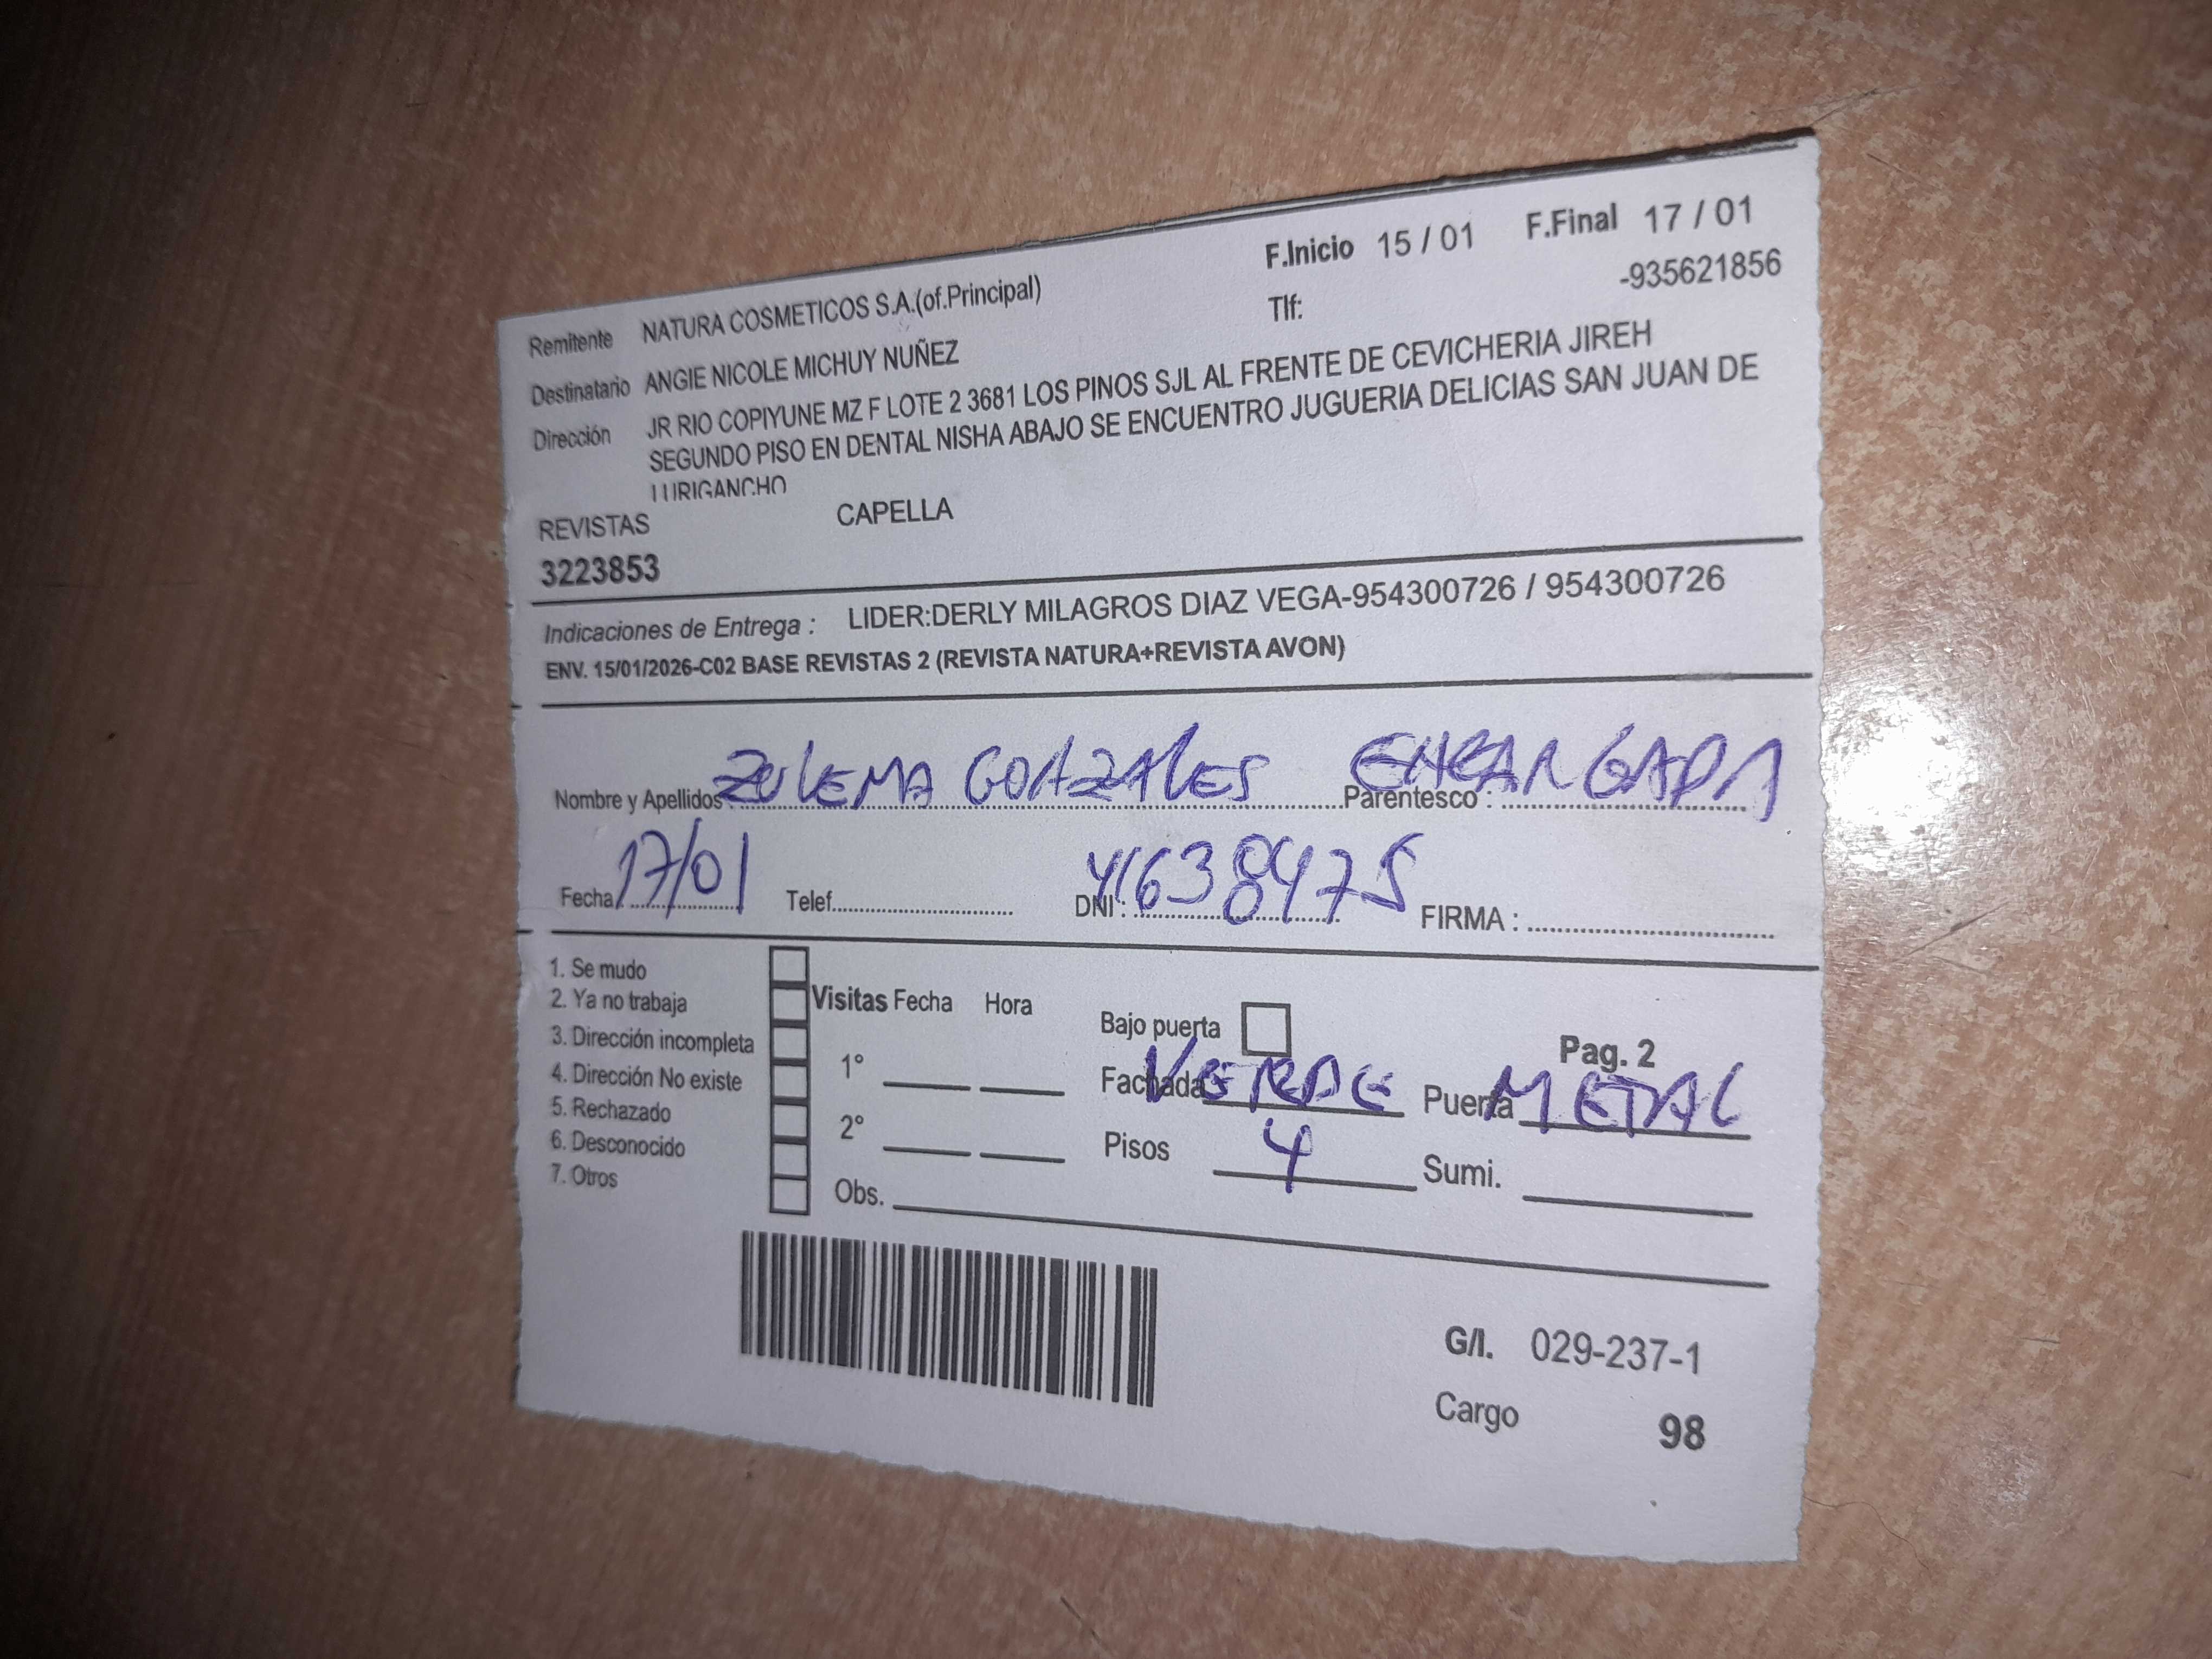 F.Inicio 15 / 01 F.Final 17 / 01
Remitente NATURA COSMETICOS S.A.(of.Principal) Tlf: -935621856
Destinatario ANGIE NICOLE MICHUY NUÑEZ
Dirección JR RIO COPIYUNE MZ F LOTE 2 3681 LOS PINOS SJL AL FRENTE DE CEVICHERIA JIREH
SEGUNDO PISO EN DENTAL NISHA ABAJO SE ENCUENTRO JUGUERIA DELICIAS SAN JUAN DE
LURIGANCHO
REVISTAS CAPELLA
3223853
Indicaciones de Entrega : LIDER:DERLY MILAGROS DIAZ VEGA-954300726 / 954300726
ENV. 15/01/2026-C02 BASE REVISTAS 2 (REVISTA NATURA+REVISTA AVON)
Nombre y Apellidos: ZULEMA GONZALES Parentesco : ENCARGADA
Fecha 17/01 Telef. DNI : 41638475 FIRMA :
1. Se mudo
2. Ya no trabaja Visitas Fecha Hora Bajo puerta
3. Dirección incompleta Pag. 2
4. Dirección No existe 1° Fachada VERDE Puerta METAL
5. Rechazado
6. Desconocido 2° Pisos 4 Sumi.
7. Otros Obs.
G/I. 029-237-1
Cargo 98